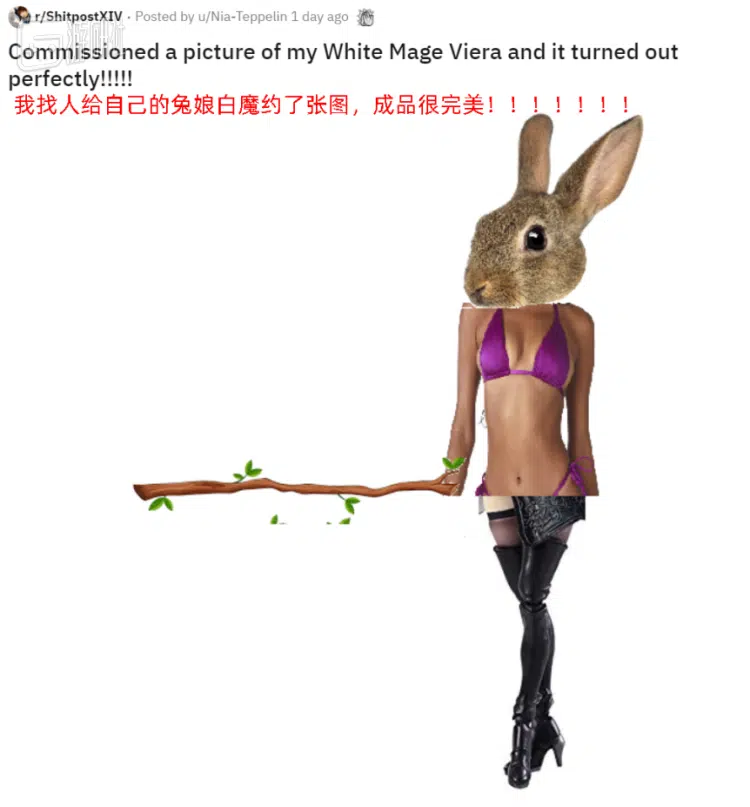 r/ShitpostXIV · Posted by u/Nia-Teppelin 1 day ago
Commissioned a picture of my White Mage Viera and it turned out
perfectly!!!!!
我找人给自己的兔娘白魔约了张图，成品很完美！！！！！！！